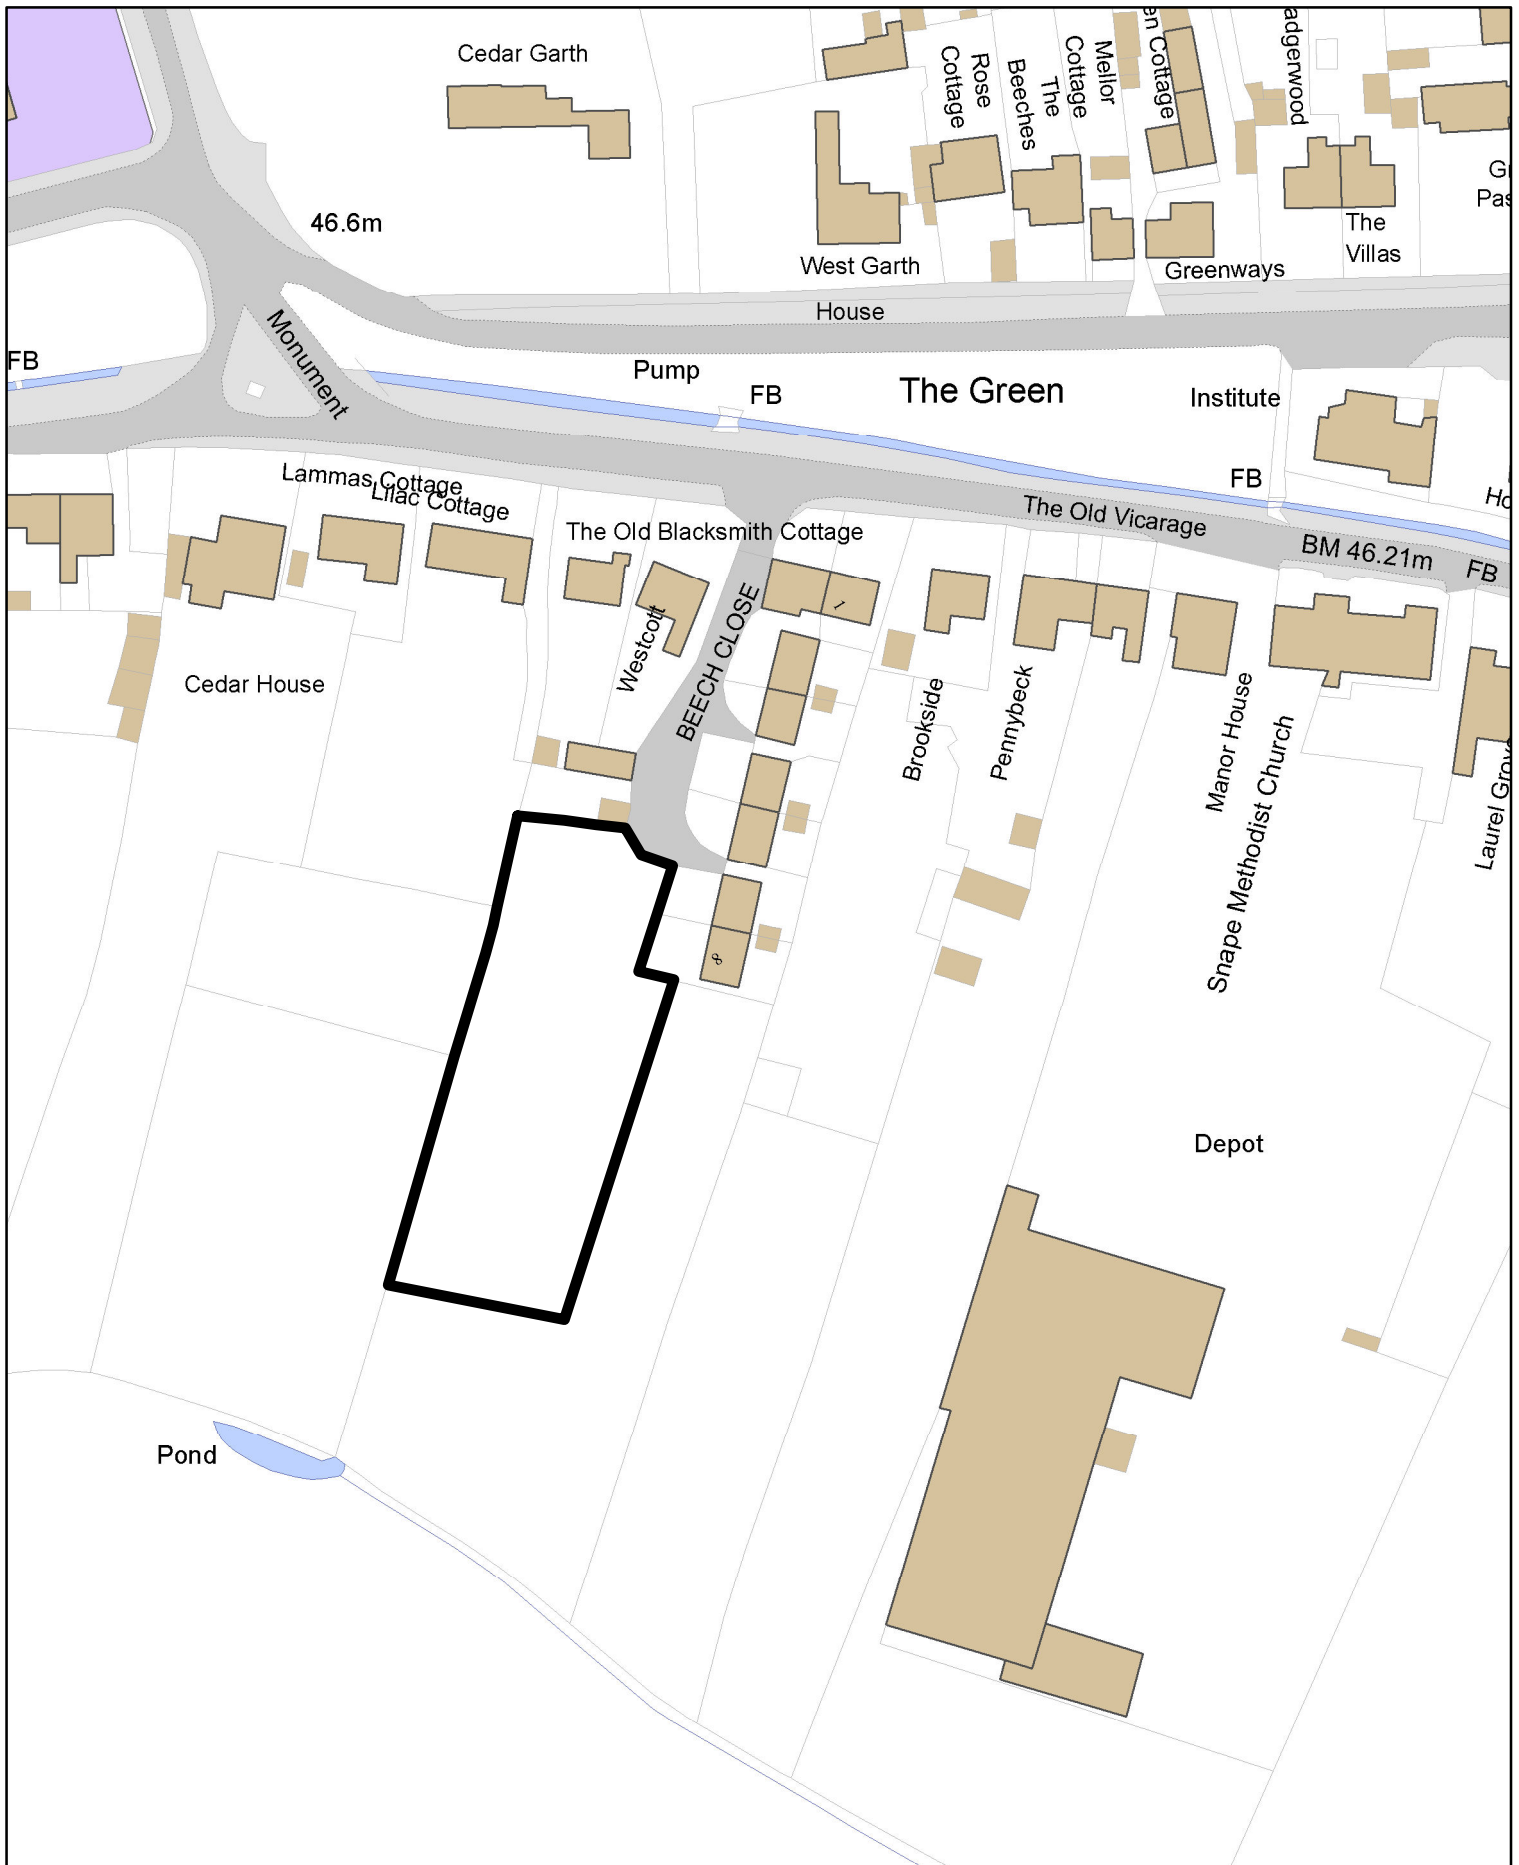 Cedar Garth
Rose
Cottage
The
Beeches
Mellor
Cottage
46.6m
West Garth
Greenways
The
Villas
House
Monument
FB
Pump
FB
The Green
Institute
FB
Lammas Cottage
Lilac Cottage
The Old Blacksmith Cottage
The Old Vicarage
BM 46.21m
FB
1
Westcott
BEECH CLOSE
Cedar House
Brookside
Pennybeck
Manor House
Snape Methodist Church
8
Depot
Pond